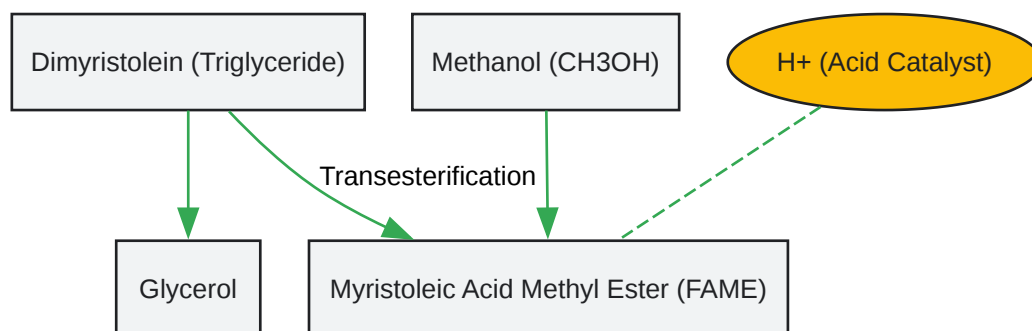 Dimyristolein (Triglyceride)
Methanol (CH3OH)
H+ (Acid Catalyst)
Transesterification
Glycerol
Myristoleic Acid Methyl Ester (FAME)